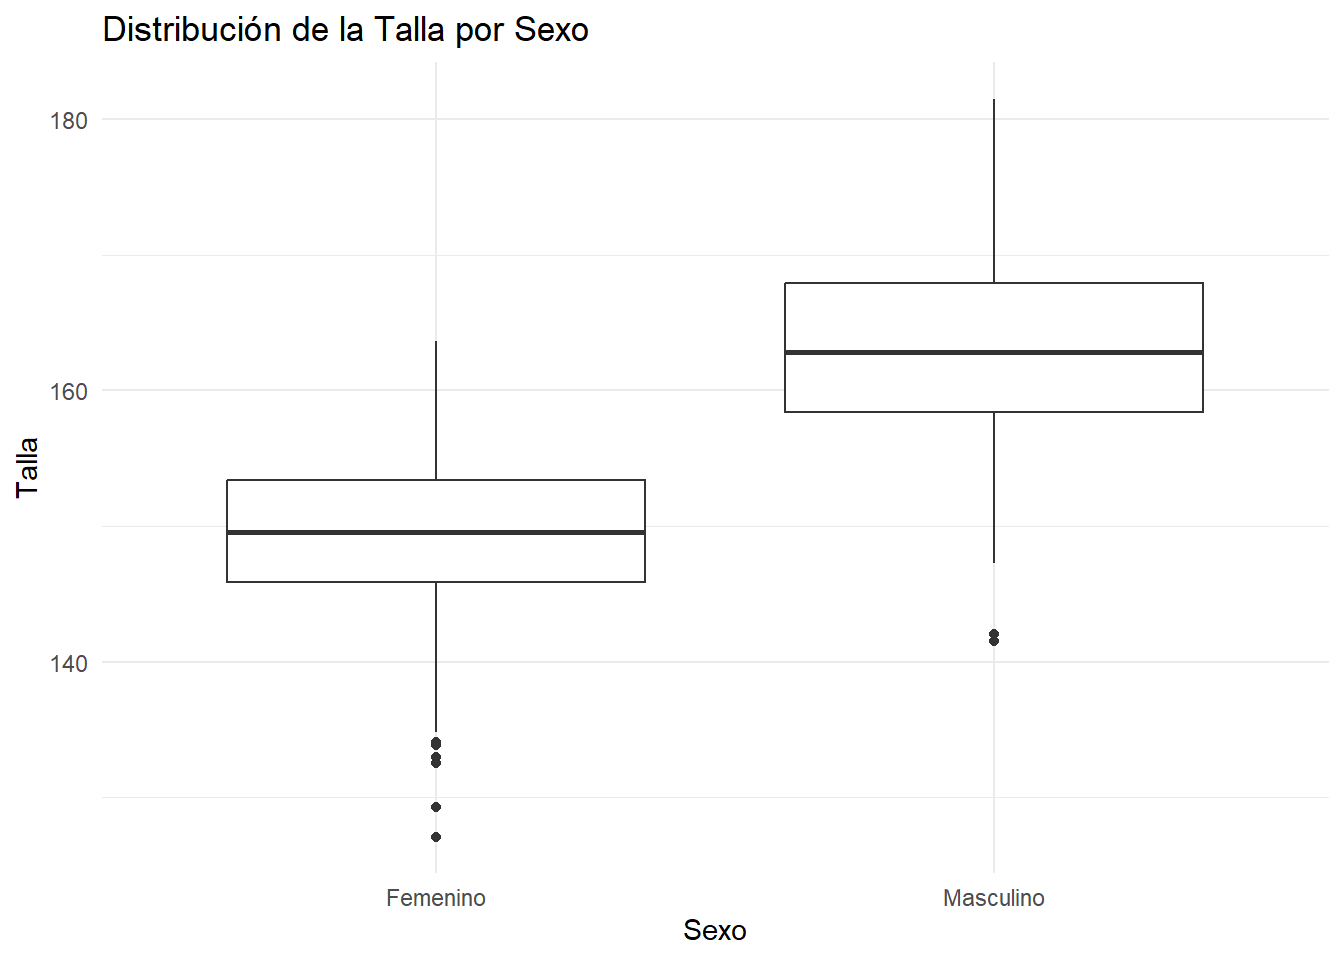 Distribución de la Talla por Sexo
180
160
140
Talla
Femenino
Masculino
Sexo